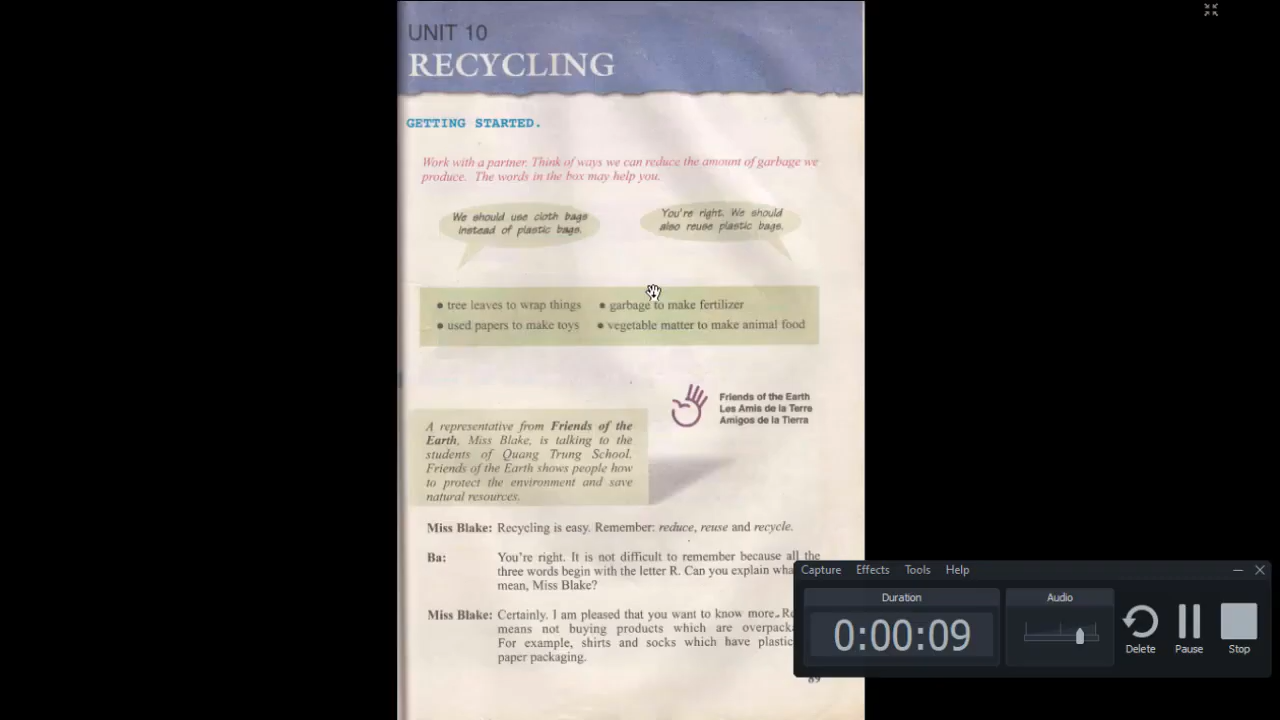 UNIT 10
RECYCLING
GETTING STARTED.
Work with a partner. Think of ways we can reduce the amount of garbage we
produce. The words in the box may help you.
We should use cloth bags
instead of plastic bags.
You're right. We should
also reuse plastic bags.
• tree leaves to wrap things • garbage to make fertilizer
• used papers to make toys • vegetable matter to make animal food
Friends of the Earth
Les Amis de la Terre
Amigos de la Tierra
A representative from Friends of the
Earth, Miss Blake, is talking to the
students of Quang Trung School.
Friends of the Earth shows people how
to protect the environment and save
natural resources.
Miss Blake: Recycling is easy. Remember: reduce, reuse and recycle.
Ba: You're right. It is not difficult to remember because all the
three words begin with the letter R. Can you explain
mean, Miss Blake?
Miss Blake: Certainly. I am pleased that you want to know more.
means not buying products which are
For example, shirts and socks which have plastic
paper packaging.
89
Capture Effects Tools Help
Duration
0:00:09
Audio
Delete
Pause
Stop